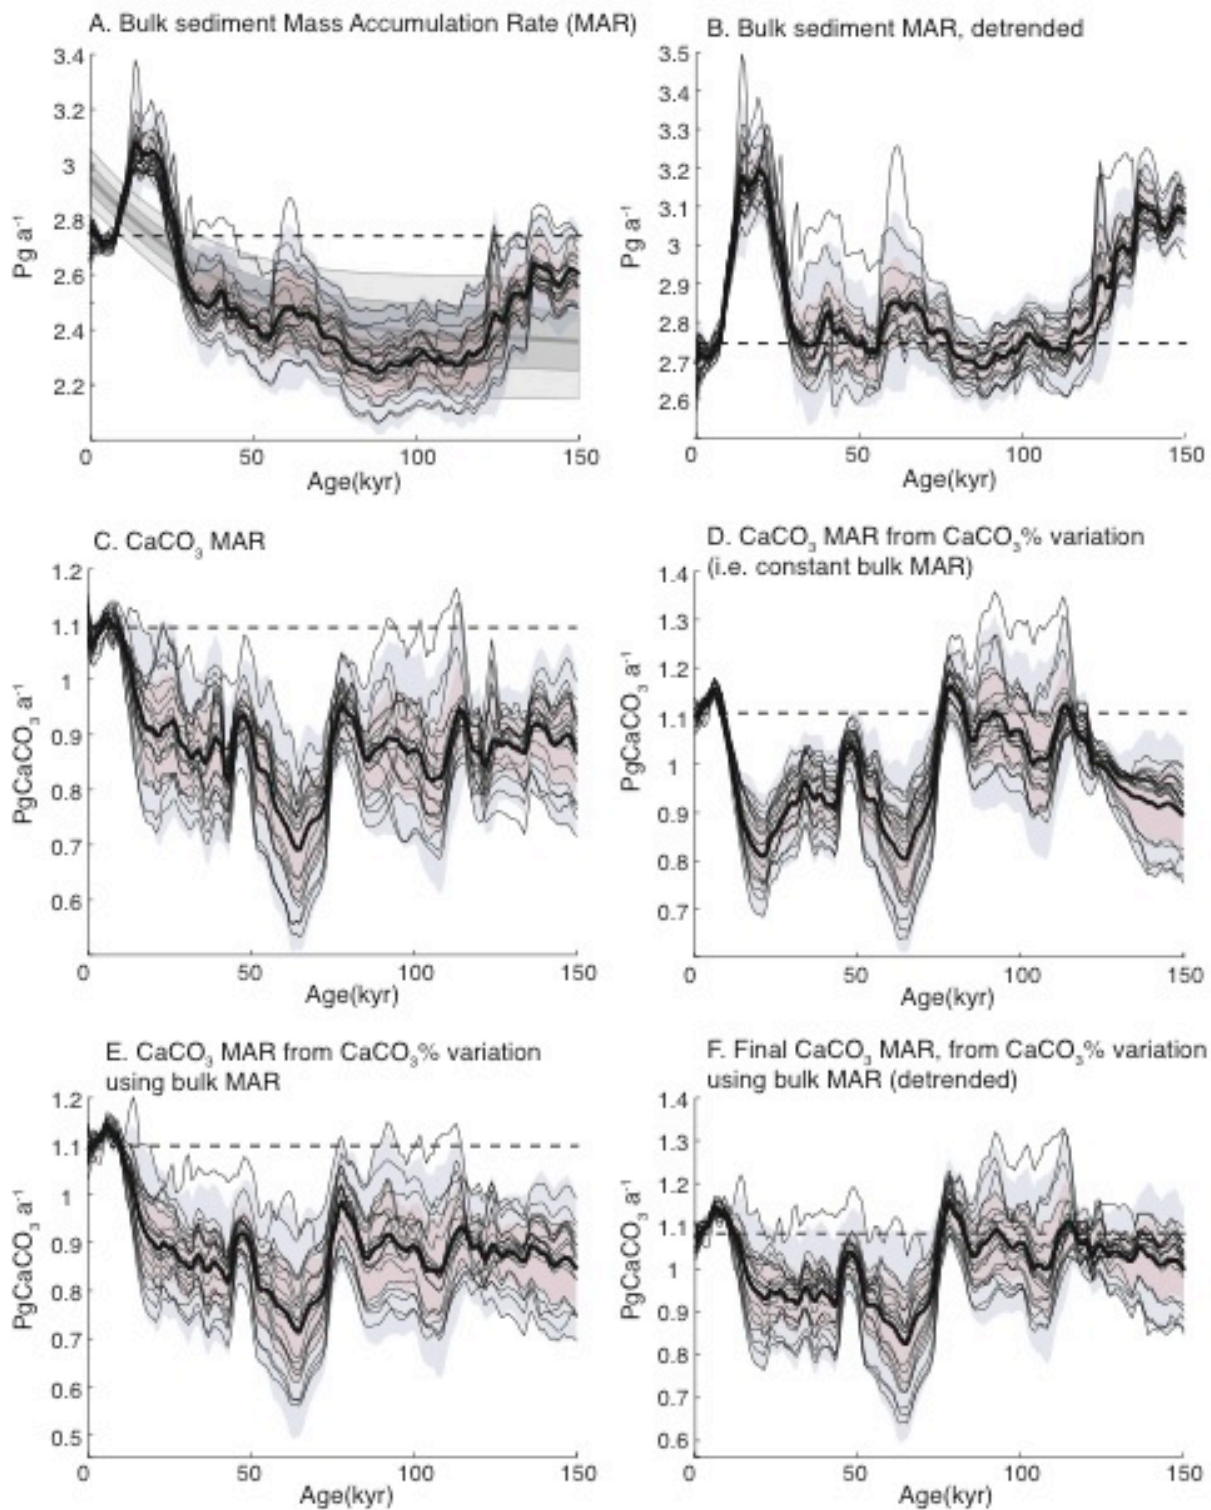 A. Bulk sediment Mass Accumulation Rate (MAR)
3.4
3.2
3
2.8
2.6
2.4
2.2
Pg a⁻¹
0 50 100 150
Age(kyr)
B. Bulk sediment MAR, detrended
3.5
3.4
3.3
3.2
3.1
3
2.9
2.8
2.7
2.6
Pg a⁻¹
0 50 100 150
Age(kyr)
C. CaCO₃ MAR
1.2
1.1
1
0.9
0.8
0.7
0.6
PgCaCO₃ a⁻¹
0 50 100 150
Age(kyr)
D. CaCO₃ MAR from CaCO₃% variation
(i.e. constant bulk MAR)
1.4
1.3
1.2
1.1
1
0.9
0.8
0.7
PgCaCO₃ a⁻¹
0 50 100 150
Age(kyr)
E. CaCO₃ MAR from CaCO₃% variation
using bulk MAR
1.2
1.1
1
0.9
0.8
0.7
0.6
0.5
PgCaCO₃ a⁻¹
0 50 100 150
Age(kyr)
F. Final CaCO₃ MAR, from CaCO₃% variation
using bulk MAR (detrended)
1.4
1.3
1.2
1.1
1
0.9
0.8
0.7
0.6
PgCaCO₃ a⁻¹
0 50 100 150
Age(kyr)